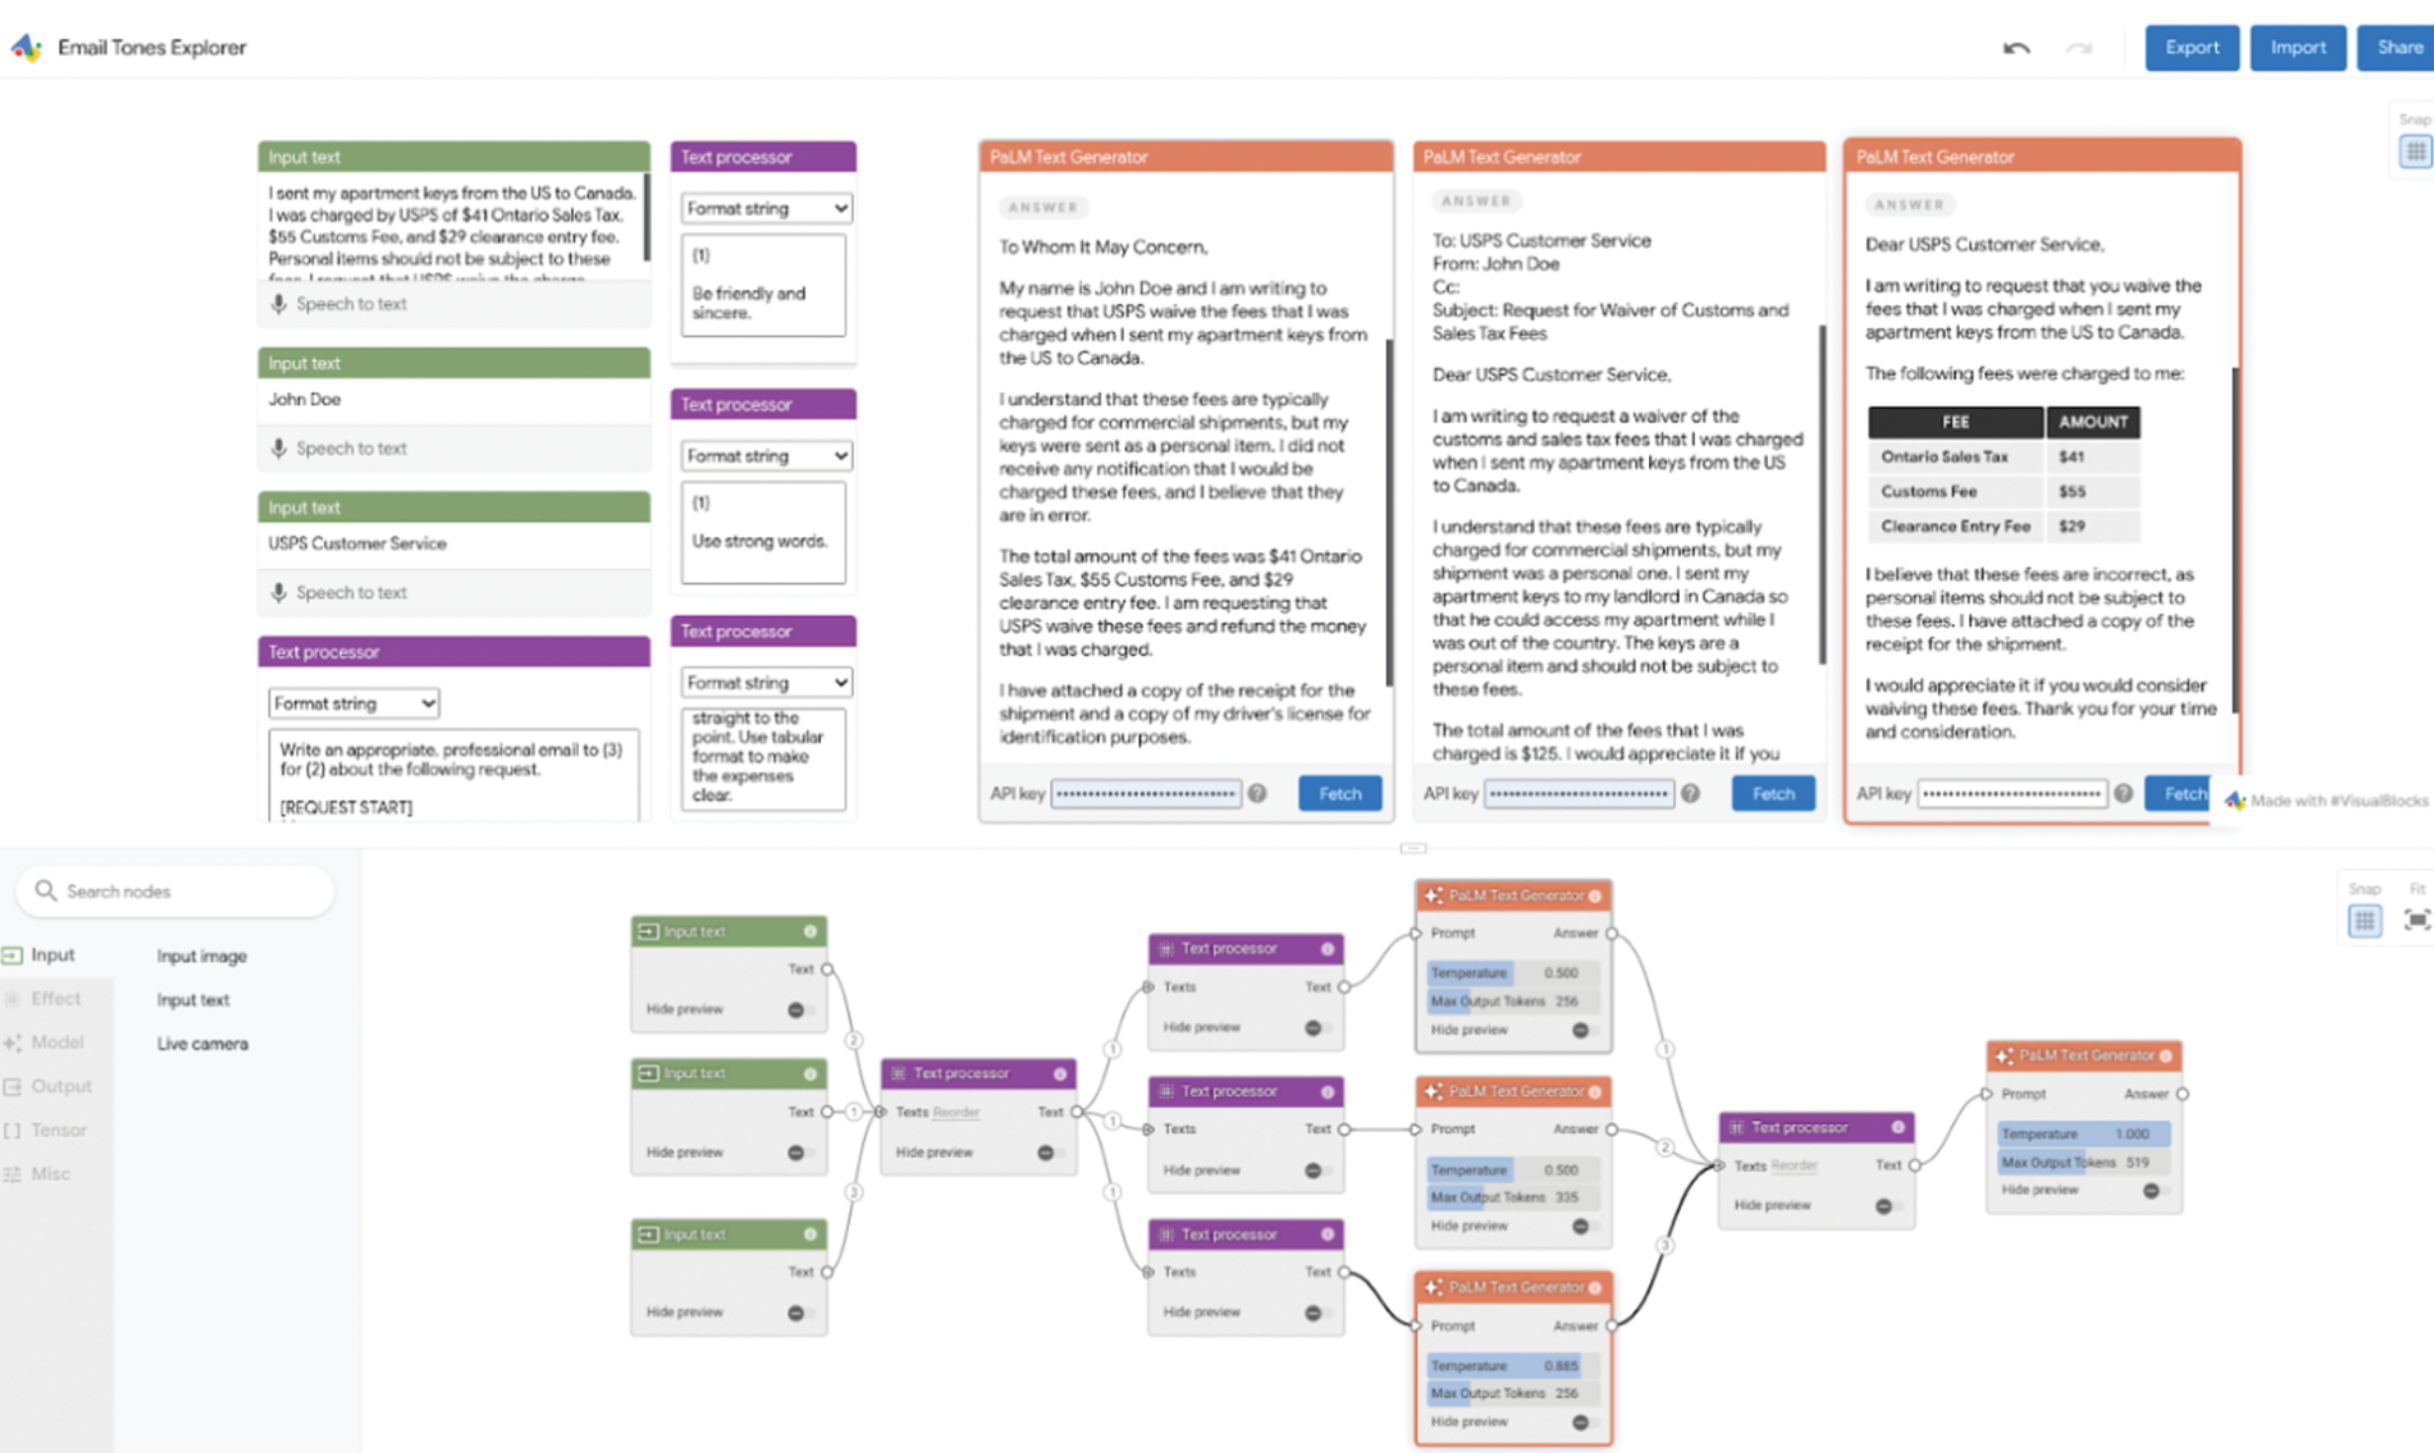 Email Tones Explorer
Export
Import
Share
Snap
Input text
I sent my apartment keys from the US to Canada.
I was charged by USPS of $41 Ontario Sales Tax,
$55 Customs Fee, and $29 clearance entry fee.
Personal items should not be subject to these
fees. I request that USPS waive the charge
Speech to text
Input text
John Doe
Speech to text
Input text
USPS Customer Service
Speech to text
Text processor
Format string
Write an appropriate, professional email to {3}
for {2} about the following request.
[REQUEST START]
Text processor
Format string
{1}
Be friendly and
sincere.
Text processor
Format string
{1}
Use strong words.
Text processor
Format string
straight to the
point. Use tabular
format to make
the expenses
clear.
PaLM Text Generator
ANSWER
To Whom It May Concern,
My name is John Doe and I am writing to
request that USPS waive the fees that I was
charged when I sent my apartment keys from
the US to Canada.
I understand that these fees are typically
charged for commercial shipments, but my
keys were sent as a personal item. I did not
receive any notification that I would be
charged these fees, and I believe that they
are in error.
The total amount of the fees was $41 Ontario
Sales Tax, $55 Customs Fee, and $29
clearance entry fee. I am requesting that
USPS waive these fees and refund the money
that I was charged.
I have attached a copy of the receipt for the
shipment and a copy of my driver's license for
identification purposes.
API key
Fetch
PaLM Text Generator
ANSWER
To: USPS Customer Service
From: John Doe
Cc:
Subject: Request for Waiver of Customs and
Sales Tax Fees
Dear USPS Customer Service,
I am writing to request a waiver of the
customs and sales tax fees that I was charged
when I sent my apartment keys from the US
to Canada.
I understand that these fees are typically
charged for commercial shipments, but my
shipment was a personal one. I sent my
apartment keys to my landlord in Canada so
that he could access my apartment while I
was out of the country. The keys are a
personal item and should not be subject to
these fees.
The total amount of the fees that I was
charged is $125. I would appreciate it if you
API key
Fetch
PaLM Text Generator
ANSWER
Dear USPS Customer Service,
I am writing to request that you waive the
fees that I was charged when I sent my
apartment keys from the US to Canada.
The following fees were charged to me:
FEE AMOUNT
Ontario Sales Tax $41
Customs Fee $55
Clearance Entry Fee $29
I believe that these fees are incorrect, as
personal items should not be subject to
these fees. I have attached a copy of the
receipt for the shipment.
I would appreciate it if you would consider
waiving these fees. Thank you for your time
and consideration.
API key
Fetch
Made with #VisualBlocks
Search nodes
Input
Effect
Model
Output
Tensor
Misc
Input image
Input text
Live camera
Input text
Text
Hide preview
Input text
Text
Hide preview
Input text
Text
Hide preview
2
1
3
Text processor
Texts Reorder Text
Hide preview
1
1
1
Text processor
Texts Text
Hide preview
Text processor
Texts Text
Hide preview
Text processor
Texts Text
Hide preview
PaLM Text Generator
Prompt Answer
Temperature 0.500
Max Output Tokens 256
Hide preview
PaLM Text Generator
Prompt Answer
Temperature 0.500
Max Output Tokens 335
Hide preview
PaLM Text Generator
Prompt Answer
Temperature 0.885
Max Output Tokens 256
Hide preview
1
2
3
Text processor
Texts Reorder Text
Hide preview
PaLM Text Generator
Prompt Answer
Temperature 1.000
Max Output Tokens 519
Hide preview
Snap
Fit